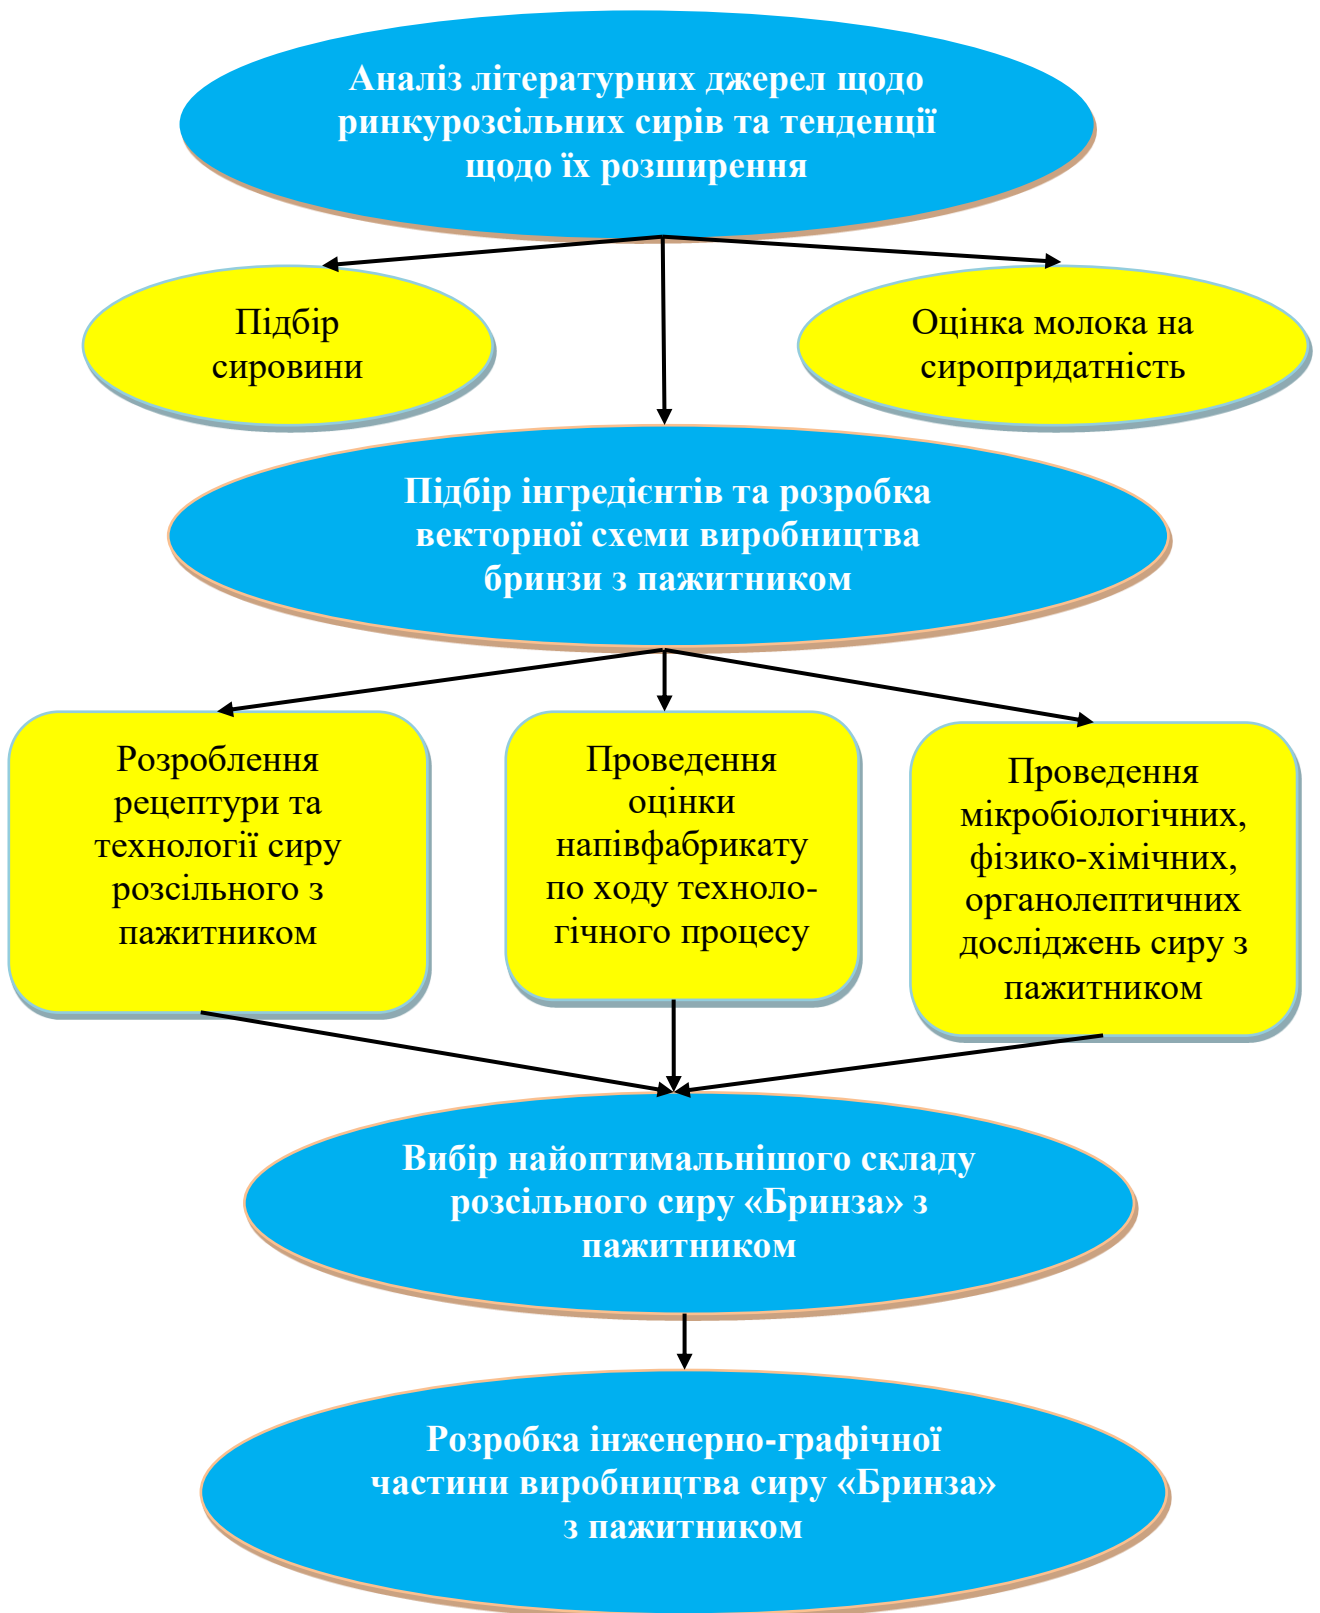 Аналіз літературних джерел щодо
ринкурозсільних сирів та тенденції
щодо їх розширення
Підбір
сировини
Оцінка молока на
сиропридатність
Підбір інгредієнтів та розробка
векторної схеми виробництва
бринзи з пажитником
Розроблення
рецептури та
технології сиру
розсільного з
пажитником
Проведення
оцінки
напівфабрикату
по ходу техноло-
гічного процесу
Проведення
мікробіологічних,
фізико-хімічних,
органолептичних
досліджень сиру з
пажитником
Вибір найоптимальнішого складу
розсільного сиру «Бринза» з
пажитником
Розробка інженерно-графічної
частини виробництва сиру «Бринза»
з пажитником